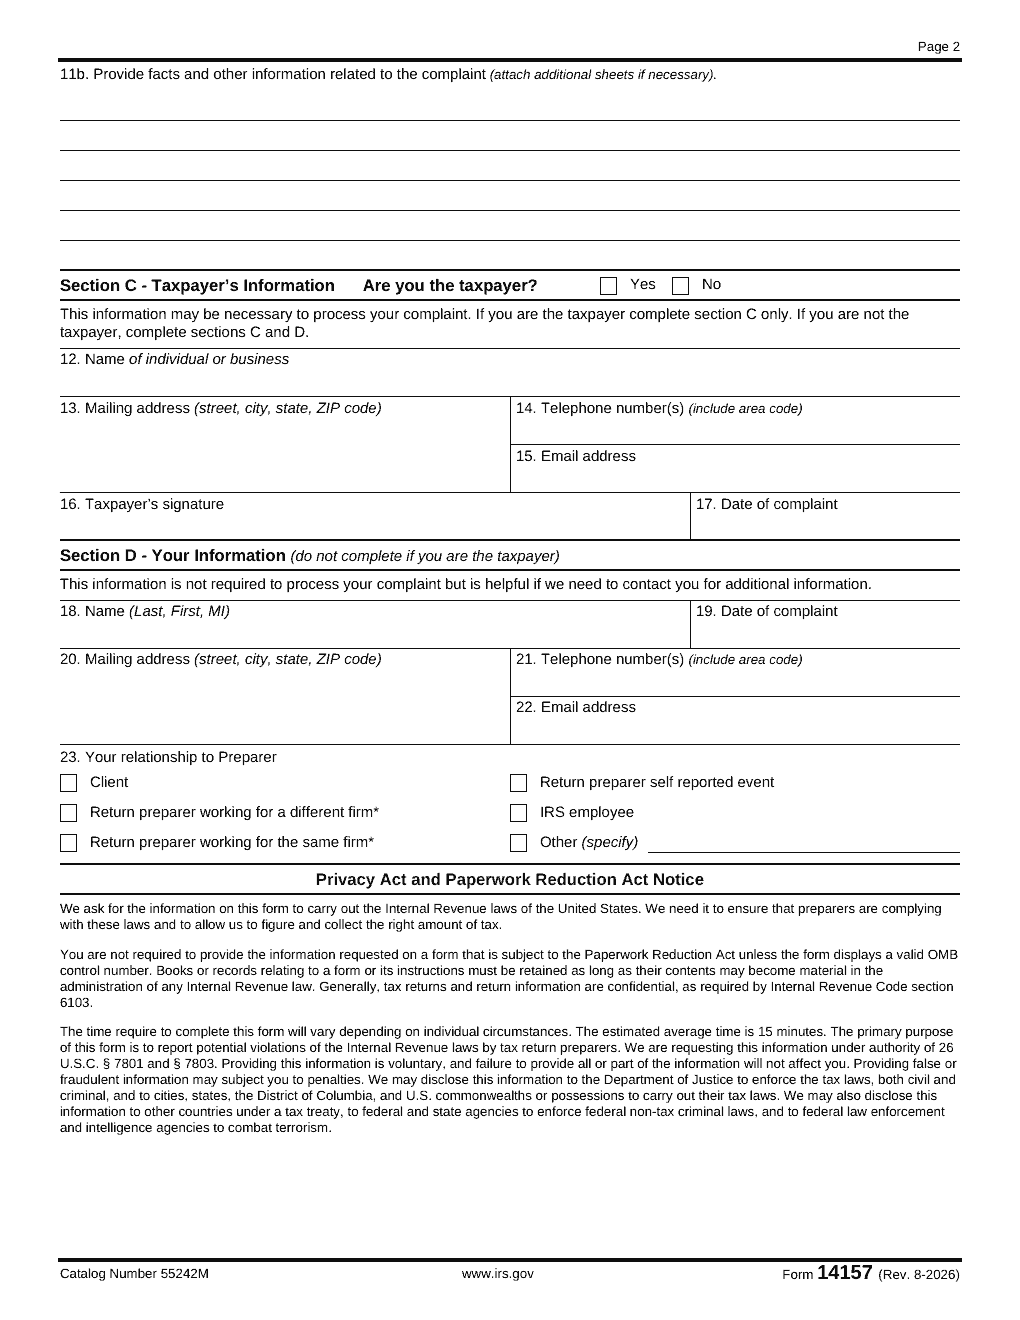 Page 2
11b. Provide facts and other information related to the complaint (attach additional sheets if necessary).
Section C - Taxpayer’s Information Are you the taxpayer? Yes No
This information may be necessary to process your complaint. If you are the taxpayer complete section C only. If you are not the
taxpayer, complete sections C and D.
12. Name of individual or business
13. Mailing address (street, city, state, ZIP code)
14. Telephone number(s) (include area code)
15. Email address
16. Taxpayer’s signature
17. Date of complaint
Section D - Your Information (do not complete if you are the taxpayer)
This information is not required to process your complaint but is helpful if we need to contact you for additional information.
18. Name (Last, First, MI)
19. Date of complaint
20. Mailing address (street, city, state, ZIP code)
21. Telephone number(s) (include area code)
22. Email address
23. Your relationship to Preparer
Client
Return preparer self reported event
Return preparer working for a different firm*
IRS employee
Return preparer working for the same firm*
Other (specify)
Privacy Act and Paperwork Reduction Act Notice
We ask for the information on this form to carry out the Internal Revenue laws of the United States. We need it to ensure that preparers are complying
with these laws and to allow us to figure and collect the right amount of tax.
You are not required to provide the information requested on a form that is subject to the Paperwork Reduction Act unless the form displays a valid OMB
control number. Books or records relating to a form or its instructions must be retained as long as their contents may become material in the
administration of any Internal Revenue law. Generally, tax returns and return information are confidential, as required by Internal Revenue Code section
6103.
The time require to complete this form will vary depending on individual circumstances. The estimated average time is 15 minutes. The primary purpose
of this form is to report potential violations of the Internal Revenue laws by tax return preparers. We are requesting this information under authority of 26
U.S.C. § 7801 and § 7803. Providing this information is voluntary, and failure to provide all or part of the information will not affect you. Providing false or
fraudulent information may subject you to penalties. We may disclose this information to the Department of Justice to enforce the tax laws, both civil and
criminal, and to cities, states, the District of Columbia, and U.S. commonwealths or possessions to carry out their tax laws. We may also disclose this
information to other countries under a tax treaty, to federal and state agencies to enforce federal non-tax criminal laws, and to federal law enforcement
and intelligence agencies to combat terrorism.
Catalog Number 55242M www.irs.gov Form 14157 (Rev. 8-2026)